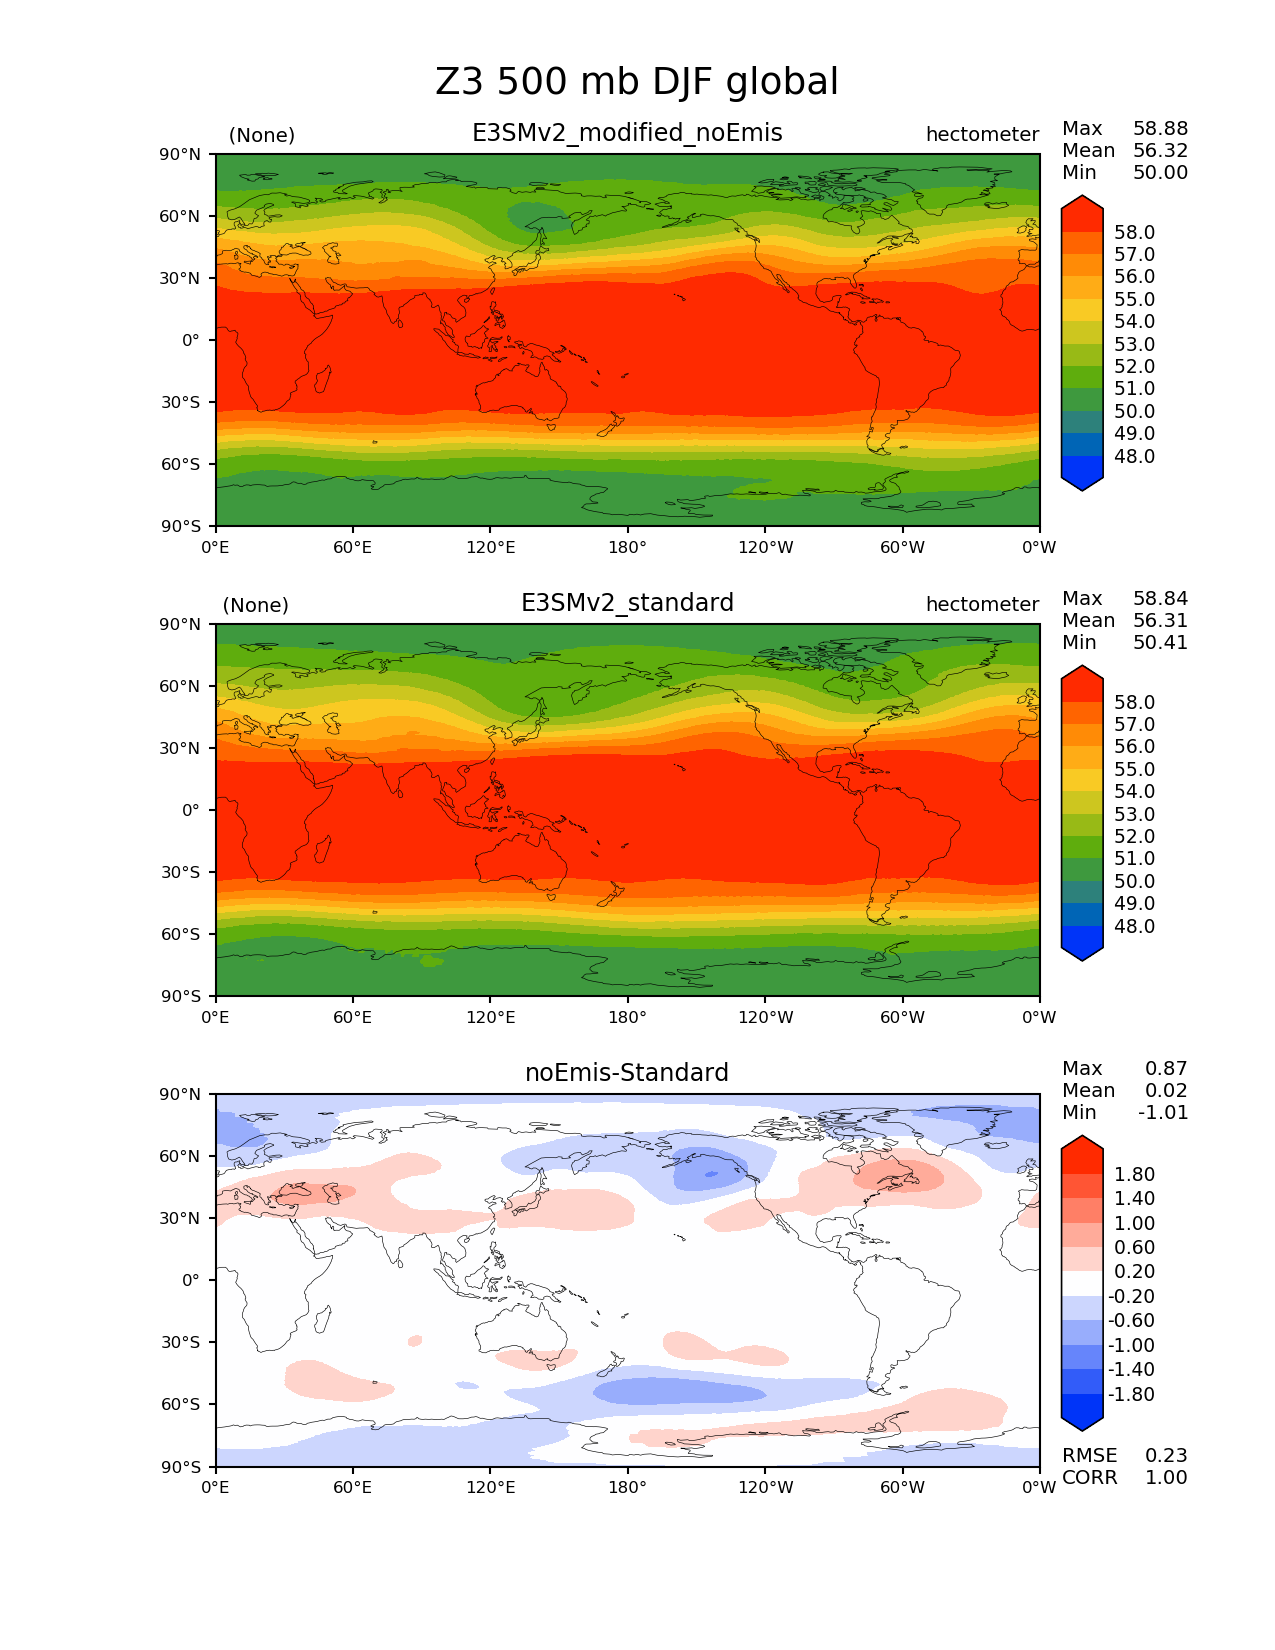 Z3 500 mb DJF global
(None) E3SMv2_modified_noEmis hectometer
Max 58.88
Mean 56.32
Min 50.00
90°N
60°N
30°N
0°
30°S
60°S
90°S
0°E 60°E 120°E 180° 120°W 60°W 0°W
58.0
57.0
56.0
55.0
54.0
53.0
52.0
51.0
50.0
49.0
48.0
(None) E3SMv2_standard hectometer
Max 58.84
Mean 56.31
Min 50.41
90°N
60°N
30°N
0°
30°S
60°S
90°S
0°E 60°E 120°E 180° 120°W 60°W 0°W
58.0
57.0
56.0
55.0
54.0
53.0
52.0
51.0
50.0
49.0
48.0
noEmis-Standard
Max 0.87
Mean 0.02
Min -1.01
90°N
60°N
30°N
0°
30°S
60°S
90°S
0°E 60°E 120°E 180° 120°W 60°W 0°W
1.80
1.40
1.00
0.60
0.20
-0.20
-0.60
-1.00
-1.40
-1.80
RMSE 0.23
CORR 1.00